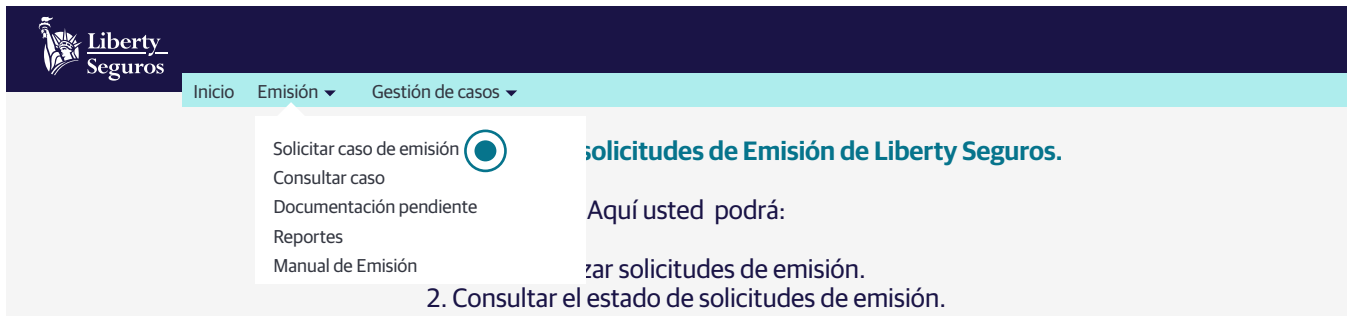 Liberty
Seguros
Inicio Emisión Gestión de casos
Solicitar caso de emisión
Consultar caso
Documentación pendiente
Reportes
Manual de Emisión
solicitudes de Emisión de Liberty Seguros.
Aquí usted podrá:
solicitudes de emisión.
2. Consultar el estado de solicitudes de emisión.